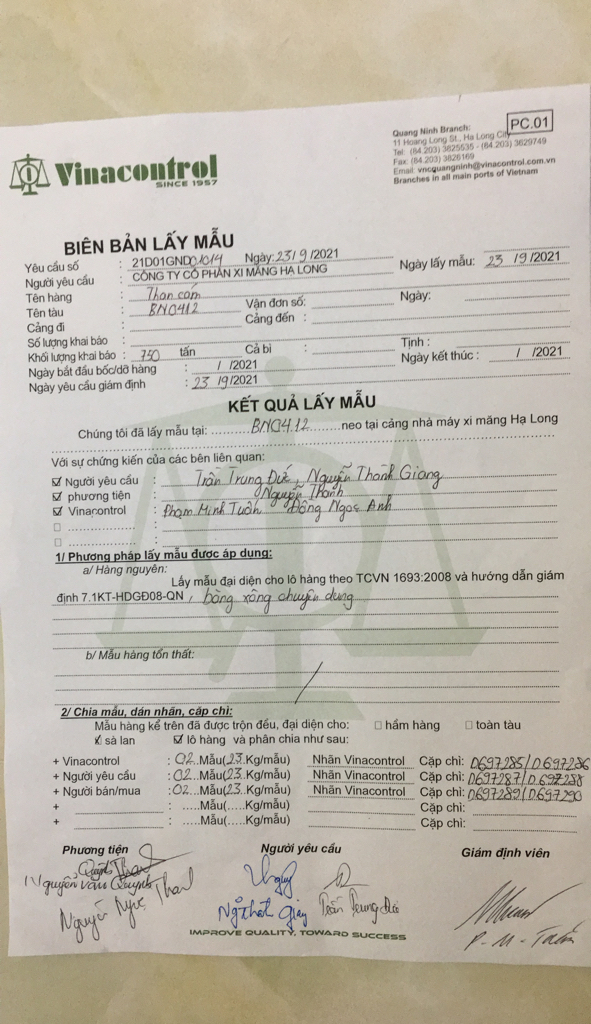 PC.01
Quang Ninh Branch:
11 Hoang Long St., Ha Long City
Tel: (84.203) 3825535 - (84.203) 3629749
Fax: (84.203) 3826169
Email: vncquangninh@vinacontrol.com.vn
Branches in all main ports of Vietnam
Vinacontrol
SINCE 1957
BIÊN BẢN LẤY MẪU
Yêu cầu số : 21D01GND01014 Ngày: 23/9/2021 Ngày lấy mẫu: 23/9/2021
Người yêu cầu : CÔNG TY CỔ PHẦN XI MĂNG HẠ LONG
Tên hàng : Than cám Vận đơn số: Ngày:
Tên tàu : BN0412
Cảng đi : Cảng đến :
Số lượng khai báo :
Khối lượng khai báo : 750 tấn Cả bì : Tịnh :
Ngày bắt đầu bốc/dỡ hàng : / /2021 Ngày kết thúc : / /2021
Ngày yêu cầu giám định : 23/9/2021
KẾT QUẢ LẤY MẪU
Chúng tôi đã lấy mẫu tại: BN04.12 neo tại cảng nhà máy xi măng Hạ Long
Với sự chứng kiến của các bên liên quan:
☑ Người yêu cầu : Trần Trung Đức, Nguyễn Thành Giang
☑ phương tiện : Nguyễn Thanh
☑ Vinacontrol : Phạm Minh Tuân Đồng Ngọc Anh
☐ :
☐ :
1/ Phương pháp lấy mẫu được áp dụng:
a/ Hàng nguyên:
Lấy mẫu đại diện cho lô hàng theo TCVN 1693:2008 và hướng dẫn giám
định 7.1KT-HDGĐ08-QN, bằng xông chuyên dụng
b/ Mẫu hàng tổn thất:
/
2/ Chia mẫu, dán nhãn, cấp chì:
Mẫu hàng kể trên đã được trộn đều, đại diện cho: ☐ hầm hàng ☐ toàn tàu
☑ sà lan ☑ lô hàng và phân chia như sau:
+ Vinacontrol : 02 Mẫu(23.Kg/mẫu) Nhãn Vinacontrol Cặp chì: 0697285/0697286
+ Người yêu cầu : 02 Mẫu(23.Kg/mẫu) Nhãn Vinacontrol Cặp chì: 0697287/0697288
+ Người bán/mua : 02 Mẫu(23.Kg/mẫu) Nhãn Vinacontrol Cặp chì: 0697289/0697290
+ : .....Mẫu(.....Kg/mẫu) Cặp chì:
+ : .....Mẫu(.....Kg/mẫu) Cặp chì:
Phương tiện Người yêu cầu Giám định viên
Nguyễn Văn Quỳnh
Nguyễn Ngọc Thanh
Ng Thành Giang Trần Trung Đức
P-M-Tuân
IMPROVE QUALITY, TOWARD SUCCESS